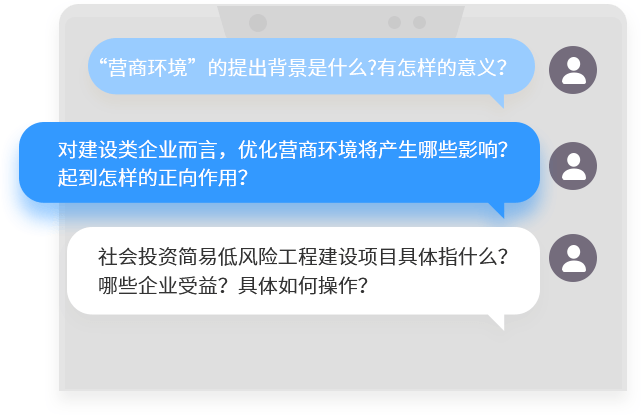 “营商环境”的提出背景是什么?有怎样的意义?
对建设类企业而言，优化营商环境将产生哪些影响?
起到怎样的正向作用?
社会投资简易低风险工程建设项目具体指什么?
哪些企业受益? 具体如何操作?